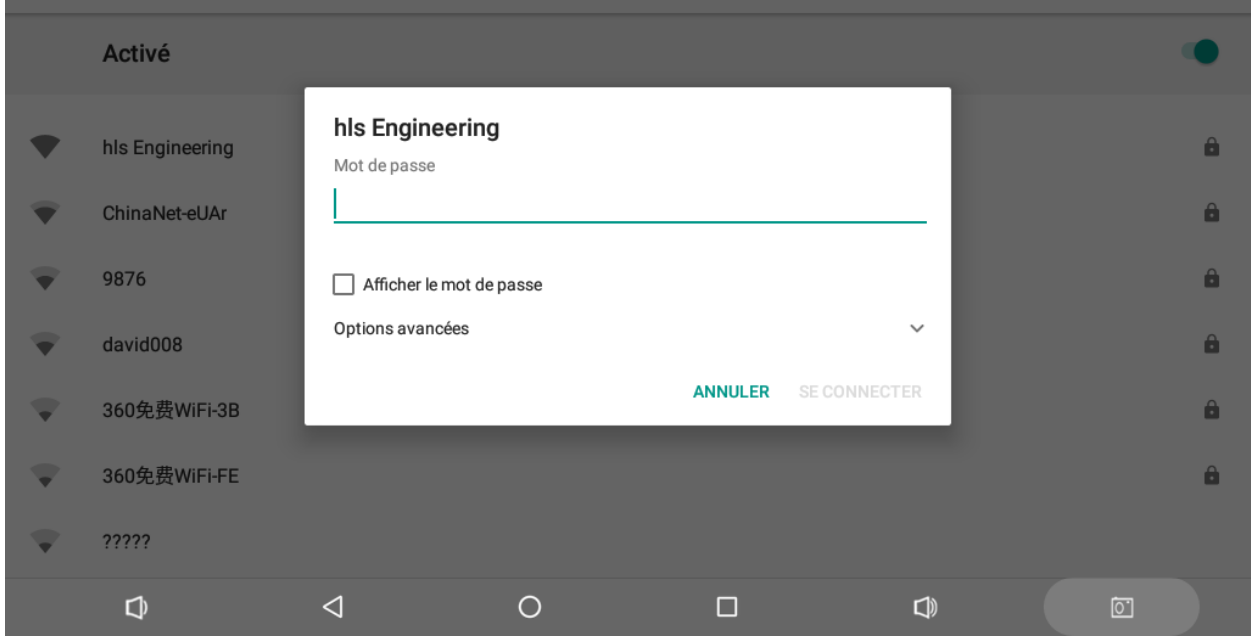 Activé
hls Engineering
ChinaNet-eUAr
9876
david008
360免费WiFi-3B
360免费WiFi-FE
?????
hls Engineering
Mot de passe
Afficher le mot de passe
Options avancées
ANNULER SE CONNECTER